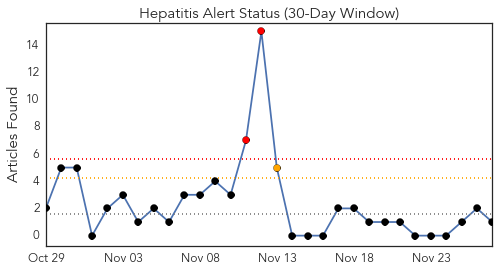 Hepatitis Alert Status (30-Day Window)
Articles Found
14
12
10
8
6
4
2
0
Oct 29 Nov 03 Nov 08 Nov 13 Nov 18 Nov 23